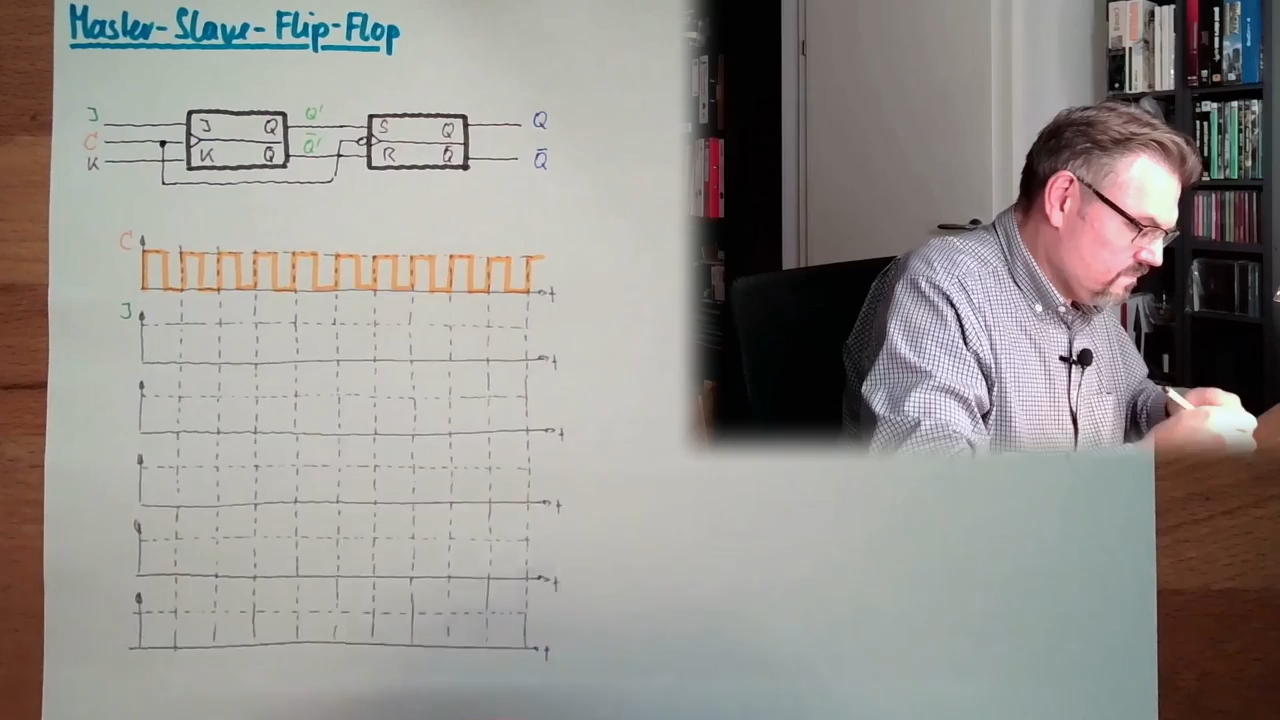 Master-Slave-Flip-Flop
J J Q Q' S Q Q
C
K K Q̅ Q̅' R Q̅ Q̅
C
t
J
t
t
t
t
t